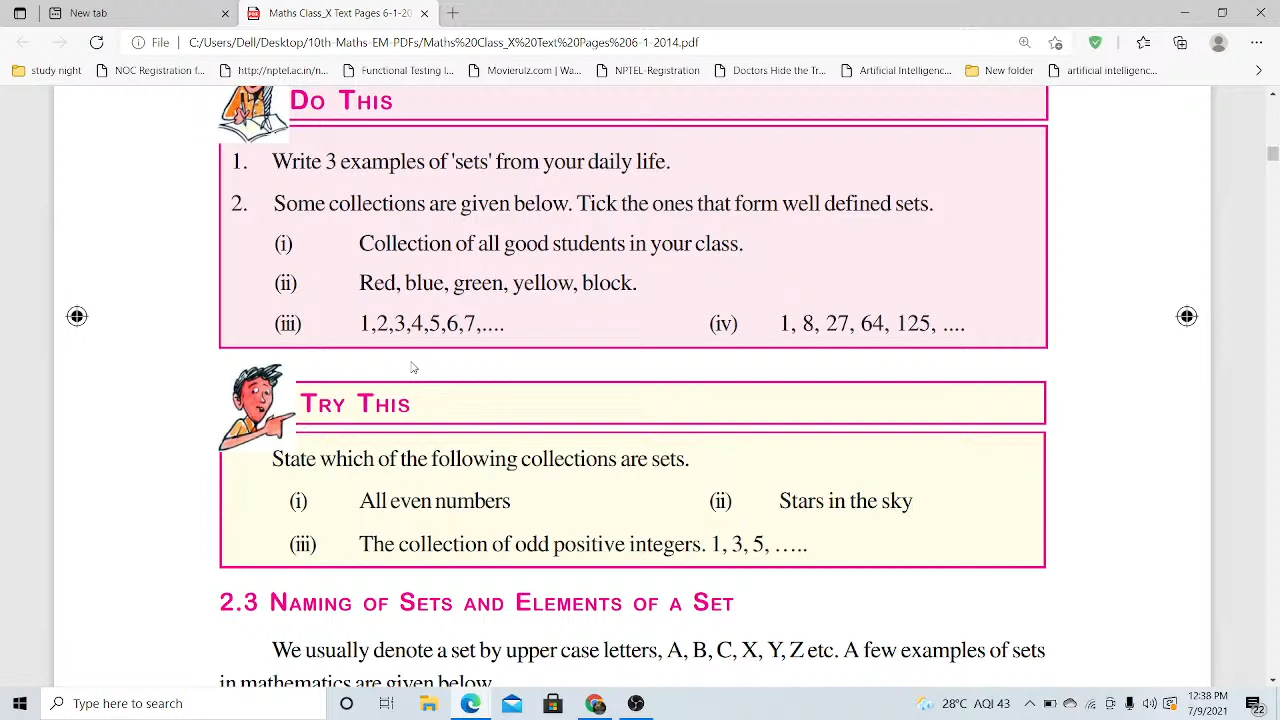 New tab
Maths Class_X Text Pages 6-1-20
File C:/Users/Dell/Desktop/10th-Maths EM-PDFs/Maths%20Class_X%20Text%20Pages%206-1-2014.pdf
study night NOC Registration f... http://nptel.ac.in/n... Functional Testing I... Movierulz.com | Wa... NPTEL-Registration Doctors Hide the Tr... Artificial Intelligenc... New folder artificial intelligenc...
DO THIS
1. Write 3 examples of 'sets' from your daily life.
2. Some collections are given below. Tick the ones that form well defined sets.
(i) Collection of all good students in your class.
(ii) Red, blue, green, yellow, block.
(iii) 1,2,3,4,5,6,7,.... (iv) 1, 8, 27, 64, 125, ....
TRY THIS
State which of the following collections are sets.
(i) All even numbers (ii) Stars in the sky
(iii) The collection of odd positive integers. 1, 3, 5, .....
2.3 NAMING OF SETS AND ELEMENTS OF A SET
We usually denote a set by upper case letters, A, B, C, X, Y, Z etc. A few examples of sets
in mathematics are given below
Type here to search
28°C AQI 43
12:38 PM
7/9/2021
22